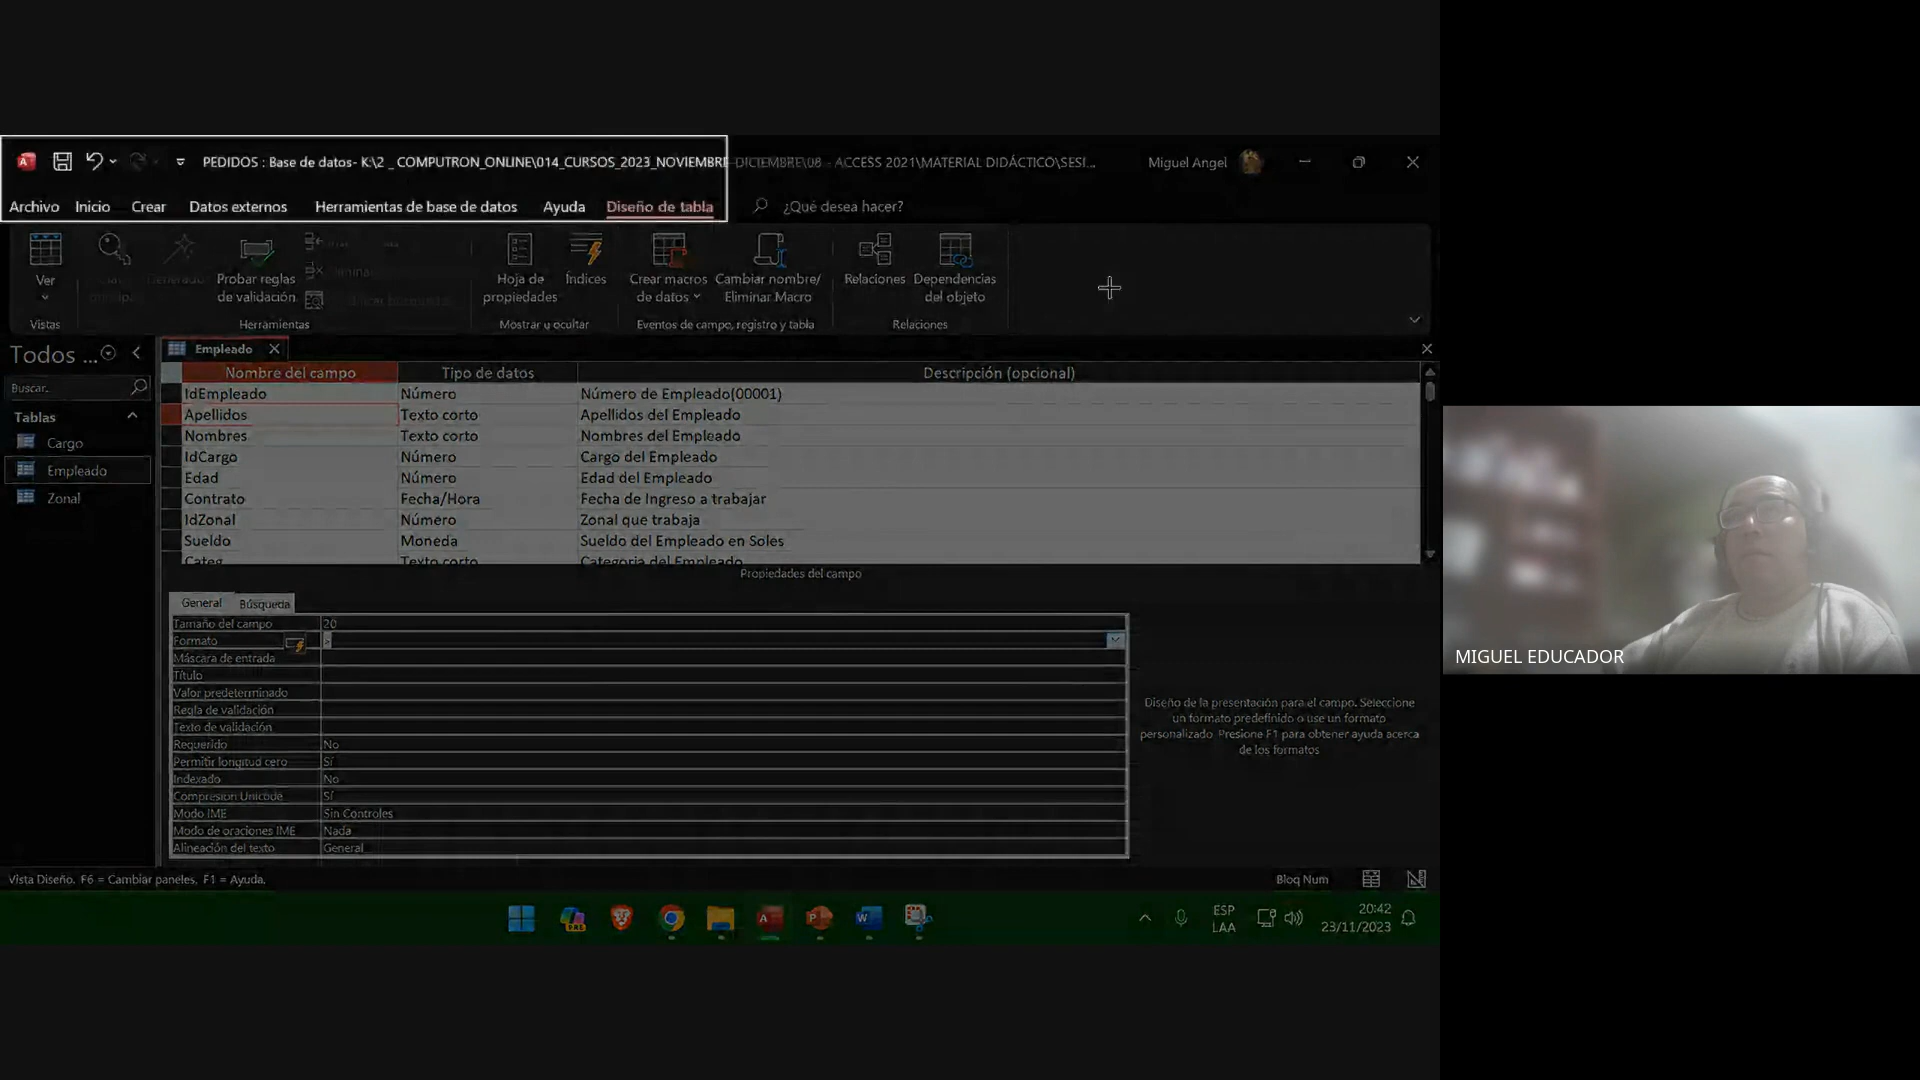 PEDIDOS : Base de datos- K:\2 _ COMPUTRON_ONLINE\014_CURSOS_2023_NOVIEMBRE-DICIEMBRE\08 - ACCESS 2021\MATERIAL DIDÁCTICO\SESI...
Miguel Angel
Archivo
Inicio
Crear
Datos externos
Herramientas de base de datos
Ayuda
Diseño de tabla
¿Qué desea hacer?
Ver
Probar reglas
de validación
Hoja de
propiedades
Índices
Crear macros
de datos
Cambiar nombre/
Eliminar Macro
Relaciones
Dependencias
del objeto
Vistas
Herramientas
Mostrar u ocultar
Eventos de campo, registro y tabla
Relaciones
Todos ...
Buscar.
Tablas
Cargo
Empleado
Zonal
Empleado
Nombre del campo Tipo de datos Descripción (opcional)
IdEmpleado Número Número de Empleado(00001)
Apellidos Texto corto Apellidos del Empleado
Nombres Texto corto Nombres del Empleado
IdCargo Número Cargo del Empleado
Edad Número Edad del Empleado
Contrato Fecha/Hora Fecha de Ingreso a trabajar
IdZonal Número Zonal que trabaja
Sueldo Moneda Sueldo del Empleado en Soles
Categ Texto corto Categoria del Empleado
Propiedades del campo
General Búsqueda
Tamaño del campo 20
Formato >
Máscara de entrada
Título
Valor predeterminado
Regla de validación
Texto de validación
Requerido No
Permitir longitud cero Sí
Indexado No
Compresión Unicode Sí
Modo IME Sin Controles
Modo de oraciones IME Nada
Alineación del texto General
Diseño de la presentación para el campo. Seleccione
un formato predefinido o use un formato
personalizado. Presione F1 para obtener ayuda acerca
de los formatos
Vista Diseño. F6 = Cambiar paneles. F1 = Ayuda.
Bloq Num
ESP
LAA
20:42
23/11/2023
MIGUEL EDUCADOR